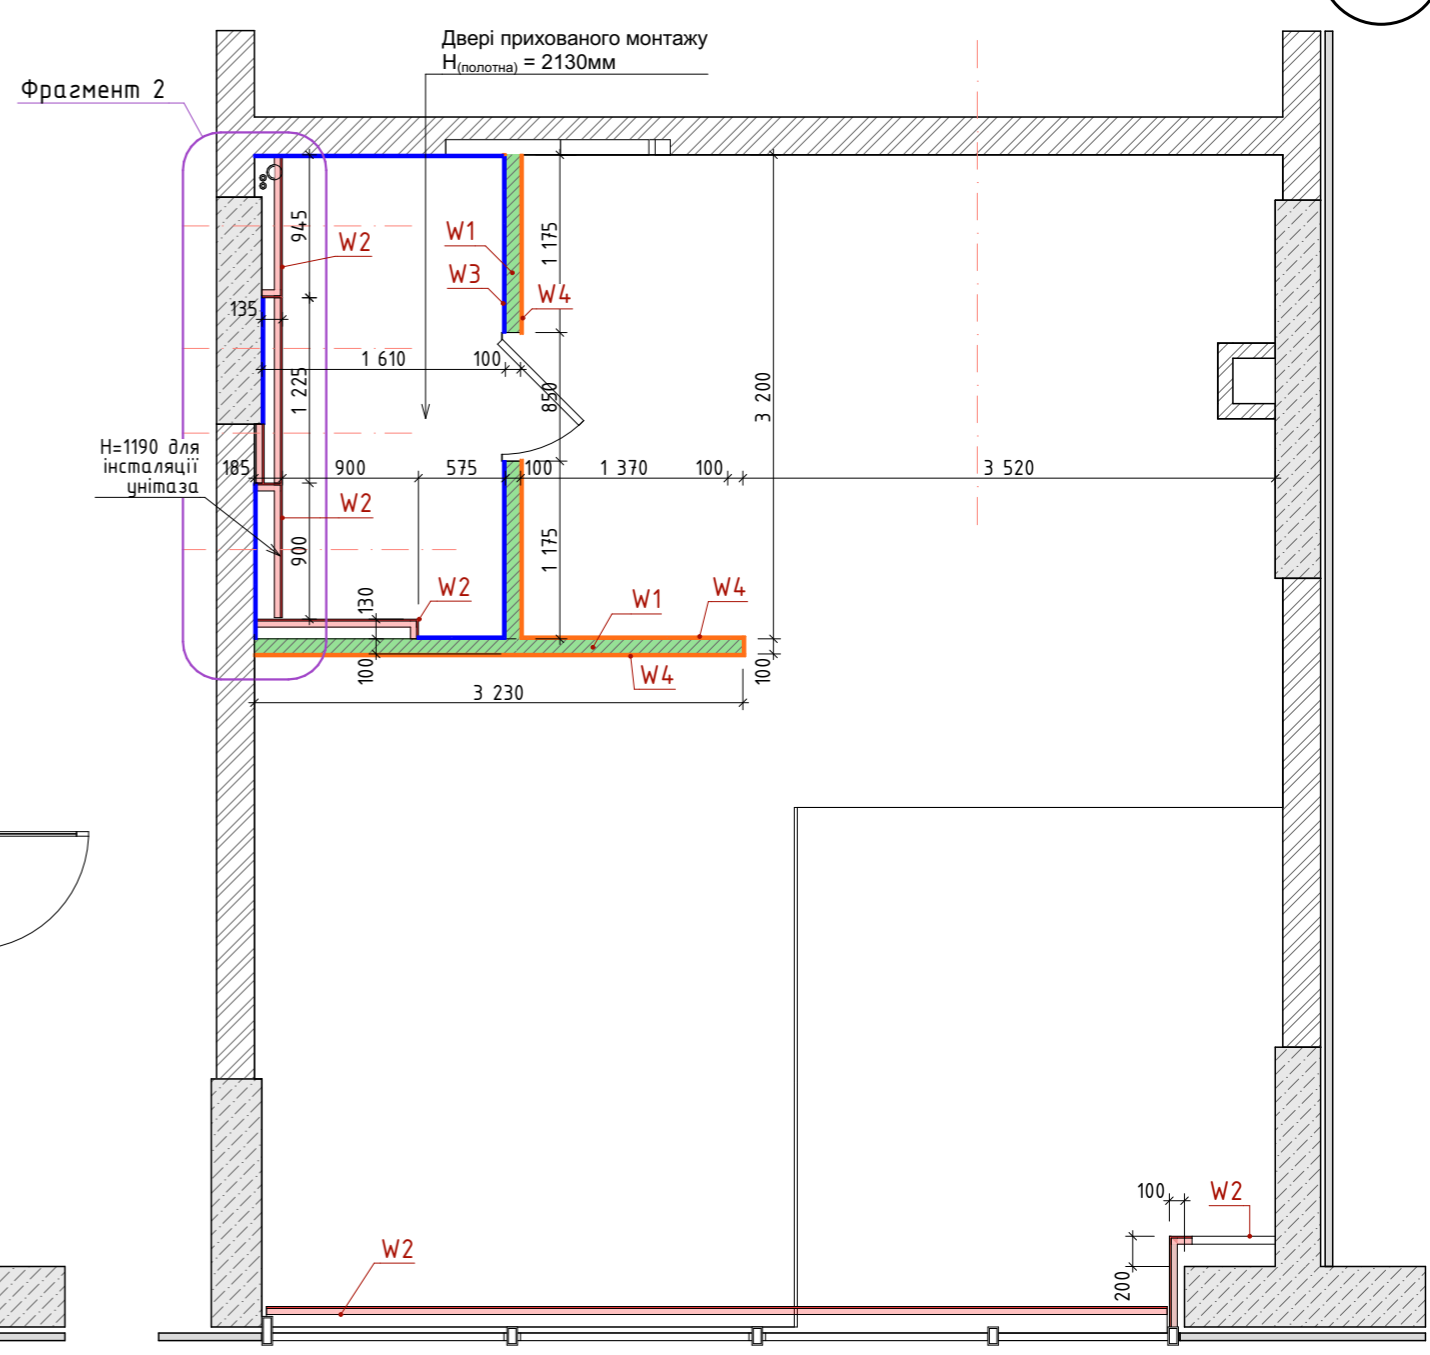 Двері прихованого монтажу
H(полотна) = 2130мм
Фрагмент 2
945
W2
W1
W3
W4
1 175
135
1 610
100
850
1 225
3 200
H=1190 для
інсталяції
унітаза
185
900
575
100
1 370
100
3 520
W2
900
1 175
130
W2
W1
W4
100
W4
100
3 230
100
W2
200
W2